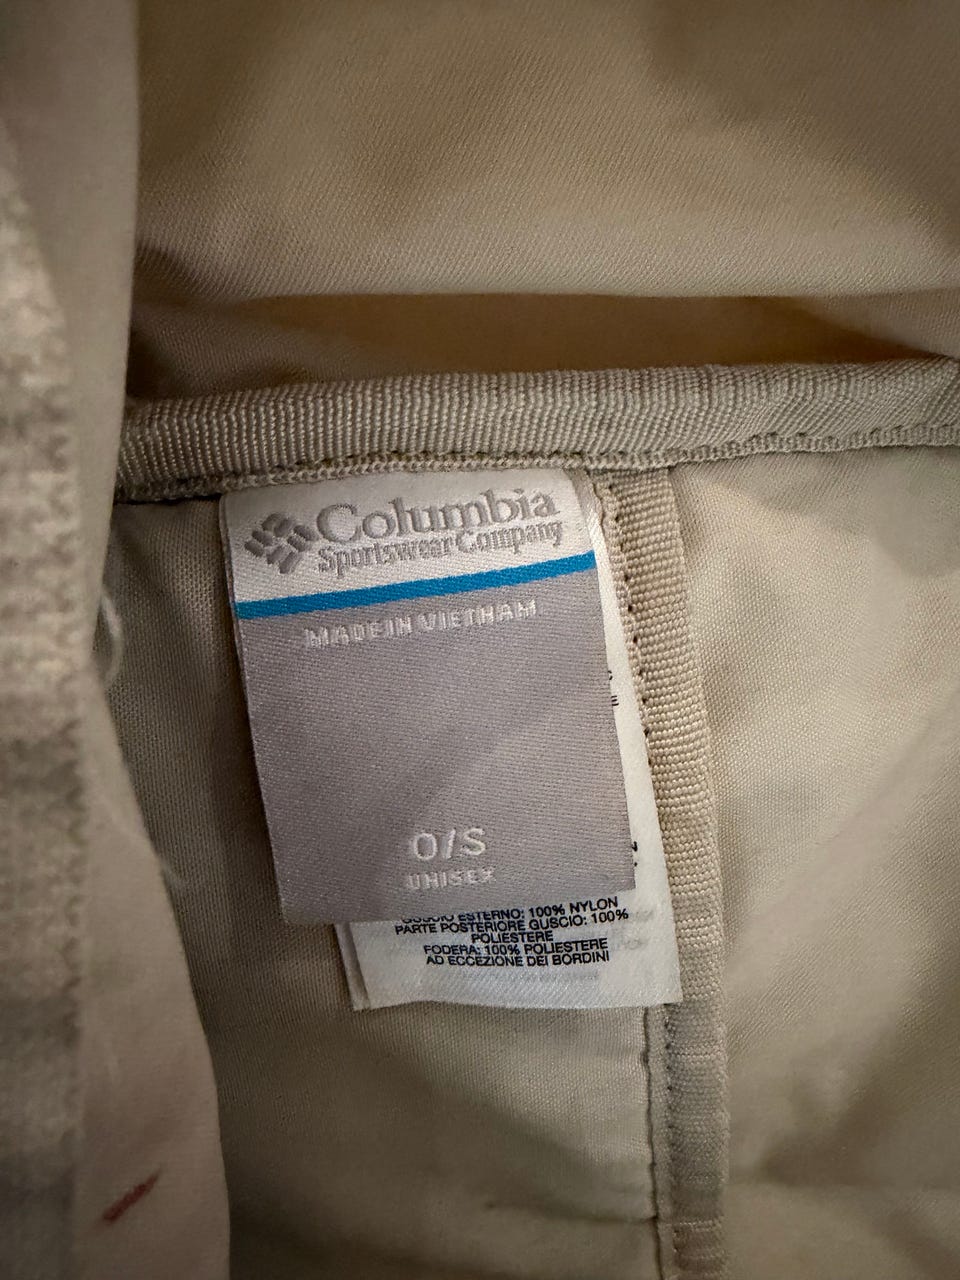 Columbia
Sportswear Company
MADE IN VIETNAM
O/S
UNISEX
GUSCIO ESTERNO: 100% NYLON
PARTE POSTERIORE GUSCIO: 100%
POLIESTERE
FODERA: 100% POLIESTERE
AD ECCEZIONE DEI BORDINI